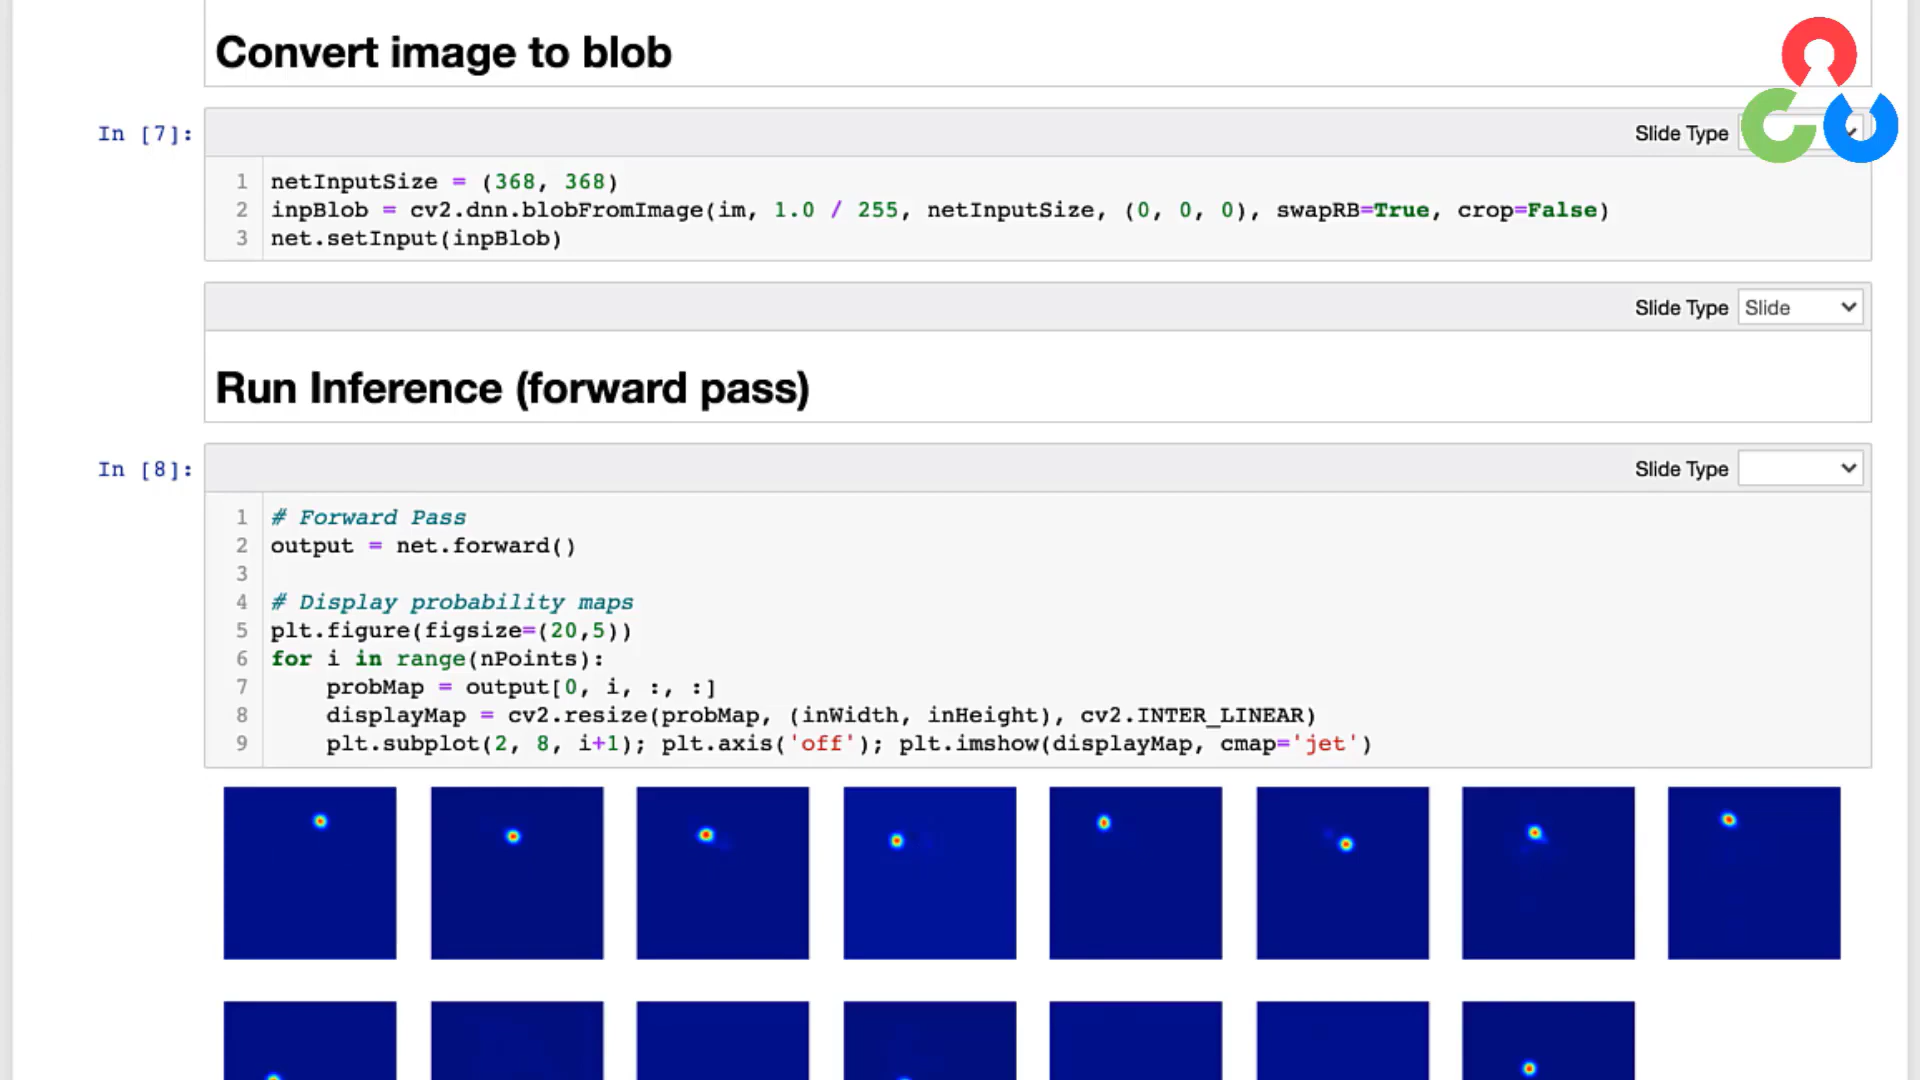 Convert image to blob
In [7]:
Slide Type
1 netInputSize = (368, 368)
2 inpBlob = cv2.dnn.blobFromImage(im, 1.0 / 255, netInputSize, (0, 0, 0), swapRB=True, crop=False)
3 net.setInput(inpBlob)
Slide Type Slide
Run Inference (forward pass)
In [8]:
Slide Type
1 # Forward Pass
2 output = net.forward()
3
4 # Display probability maps
5 plt.figure(figsize=(20,5))
6 for i in range(nPoints):
7     probMap = output[0, i, :, :]
8     displayMap = cv2.resize(probMap, (inWidth, inHeight), cv2.INTER_LINEAR)
9     plt.subplot(2, 8, i+1); plt.axis('off'); plt.imshow(displayMap, cmap='jet')